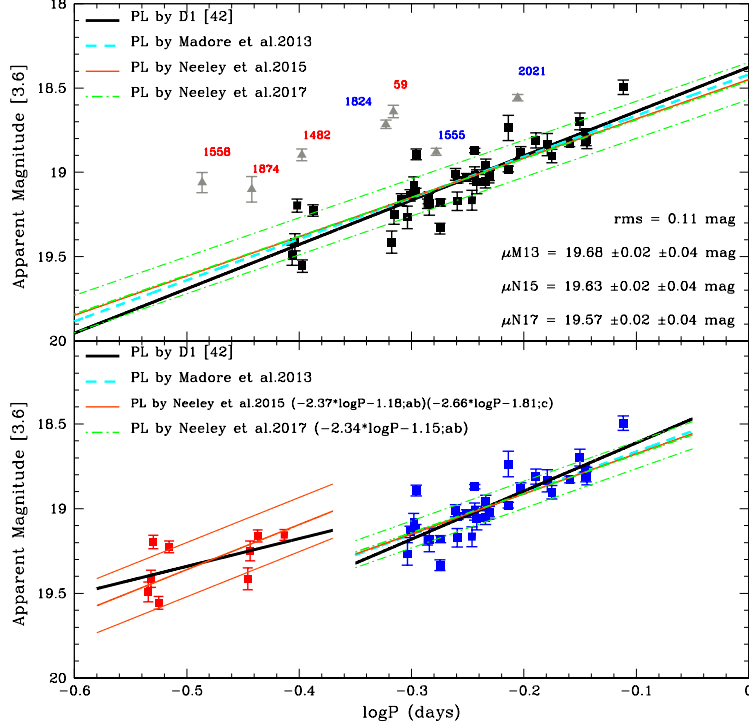 18
PL by D1 [42]
PL by Madore et al.2013
PL by Neeley et al.2015
PL by Neeley et al.2017
18.5
19
19.5
20
Apparent Magnitude [3.6]
1558
1874
1482
1824
59
1555
2021
rms = 0.11 mag
μM13 = 19.68 ±0.02 ±0.04 mag
μN15 = 19.63 ±0.02 ±0.04 mag
μN17 = 19.57 ±0.02 ±0.04 mag
PL by D1 [42]
PL by Madore et al.2013
PL by Neeley et al.2015 (−2.37*logP−1.18;ab)(−2.66*logP−1.81;c)
PL by Neeley et al.2017 (−2.34*logP−1.15;ab)
18.5
19
19.5
20
Apparent Magnitude [3.6]
−0.6 −0.5 −0.4 −0.3 −0.2 −0.1 0
logP (days)